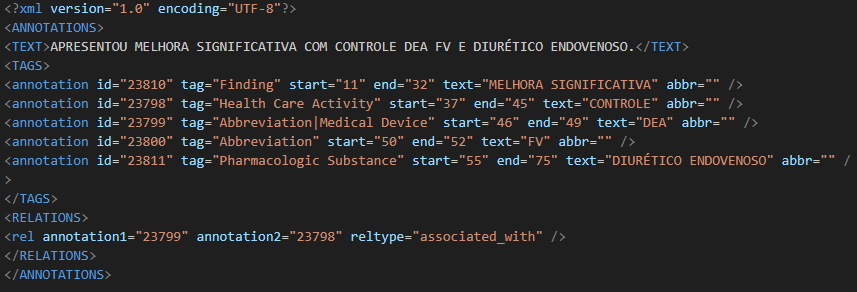 <?xml version="1.0" encoding="UTF-8"?>
<ANNOTATIONS>
<TEXT>APRESENTOU MELHORA SIGNIFICATIVA COM CONTROLE DEA FV E DIURÉTICO ENDOVENOSO.</TEXT>
<TAGS>
<annotation id="23810" tag="Finding" start="11" end="32" text="MELHORA SIGNIFICATIVA" abbr="" />
<annotation id="23798" tag="Health Care Activity" start="37" end="45" text="CONTROLE" abbr="" />
<annotation id="23799" tag="Abbreviation|Medical Device" start="46" end="49" text="DEA" abbr="" />
<annotation id="23800" tag="Abbreviation" start="50" end="52" text="FV" abbr="" />
<annotation id="23811" tag="Pharmacologic Substance" start="55" end="75" text="DIURÉTICO ENDOVENOSO" abbr="" /
>
</TAGS>
<RELATIONS>
<rel annotation1="23799" annotation2="23798" reltype="associated_with" />
</RELATIONS>
</ANNOTATIONS>